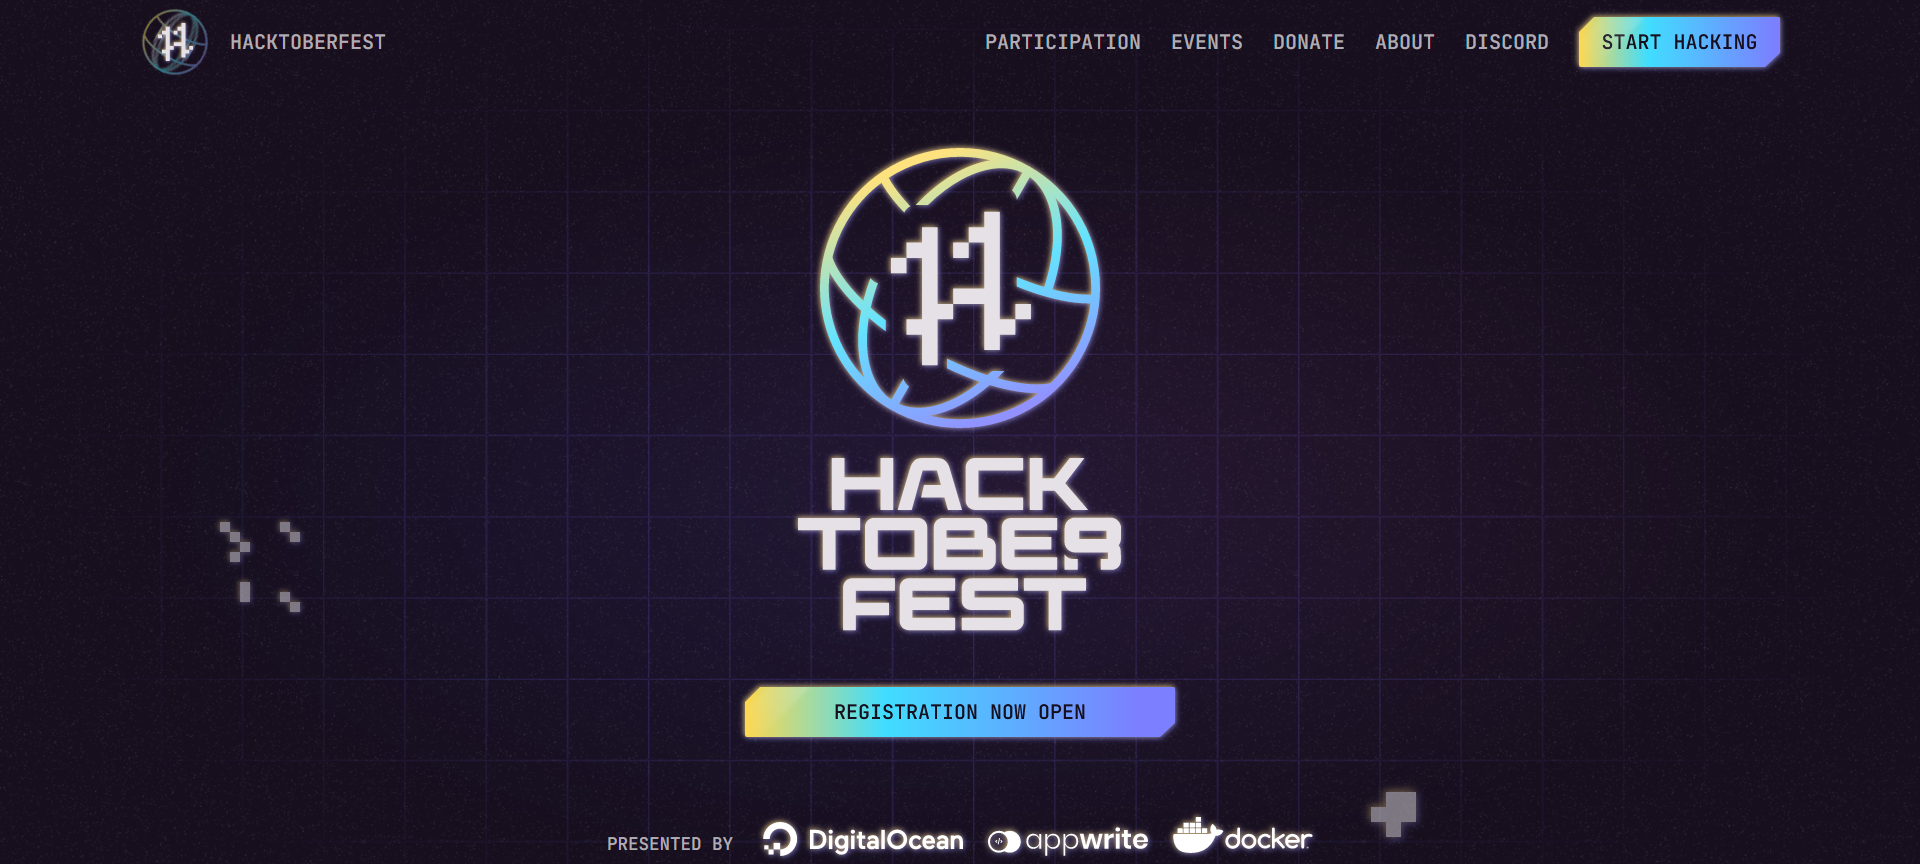 HACKTOBERFEST
PARTICIPATION EVENTS DONATE ABOUT DISCORD START HACKING
11
HACK
TOBER
FEST
REGISTRATION NOW OPEN
PRESENTED BY DigitalOcean appwrite docker